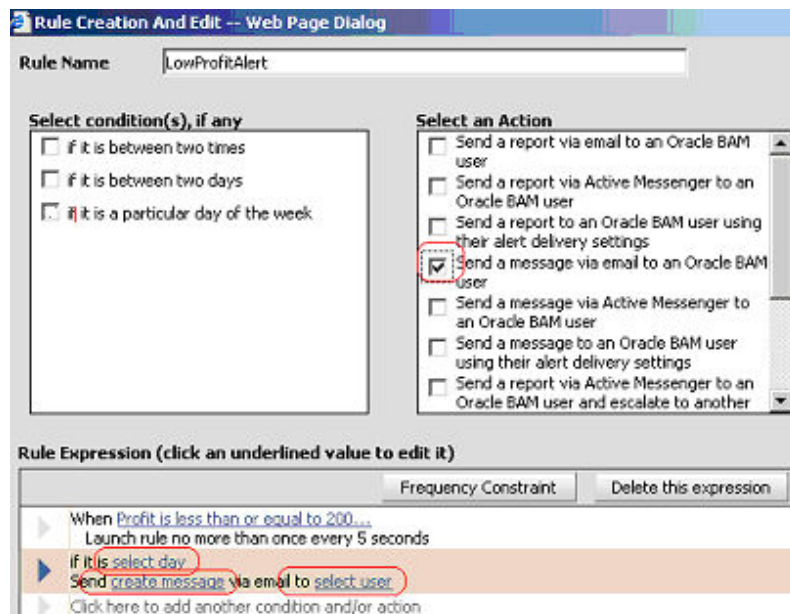 Rule Creation And Edit -- Web Page Dialog
Rule Name LowProfitAlert
Select condition(s), if any
if it is between two times
if it is between two days
if it is a particular day of the week
Select an Action
Send a report via email to an Oracle BAM
user
Send a report via Active Messenger to an
Oracle BAM user
Send a report to an Oracle BAM user using
their alert delivery settings
Send a message via email to an Oracle BAM
user
Send a message via Active Messenger to
an Oracle BAM user
Send a message to an Oracle BAM user
using their alert delivery settings
Send a report via Active Messenger to an
Oracle BAM user and escalate to another
Rule Expression (click an underlined value to edit it)
Frequency Constraint Delete this expression
When Profit is less than or equal to 200...
Launch rule no more than once every 5 seconds
if it is select day
Send create message via email to select user
Click here to add another condition and/or action